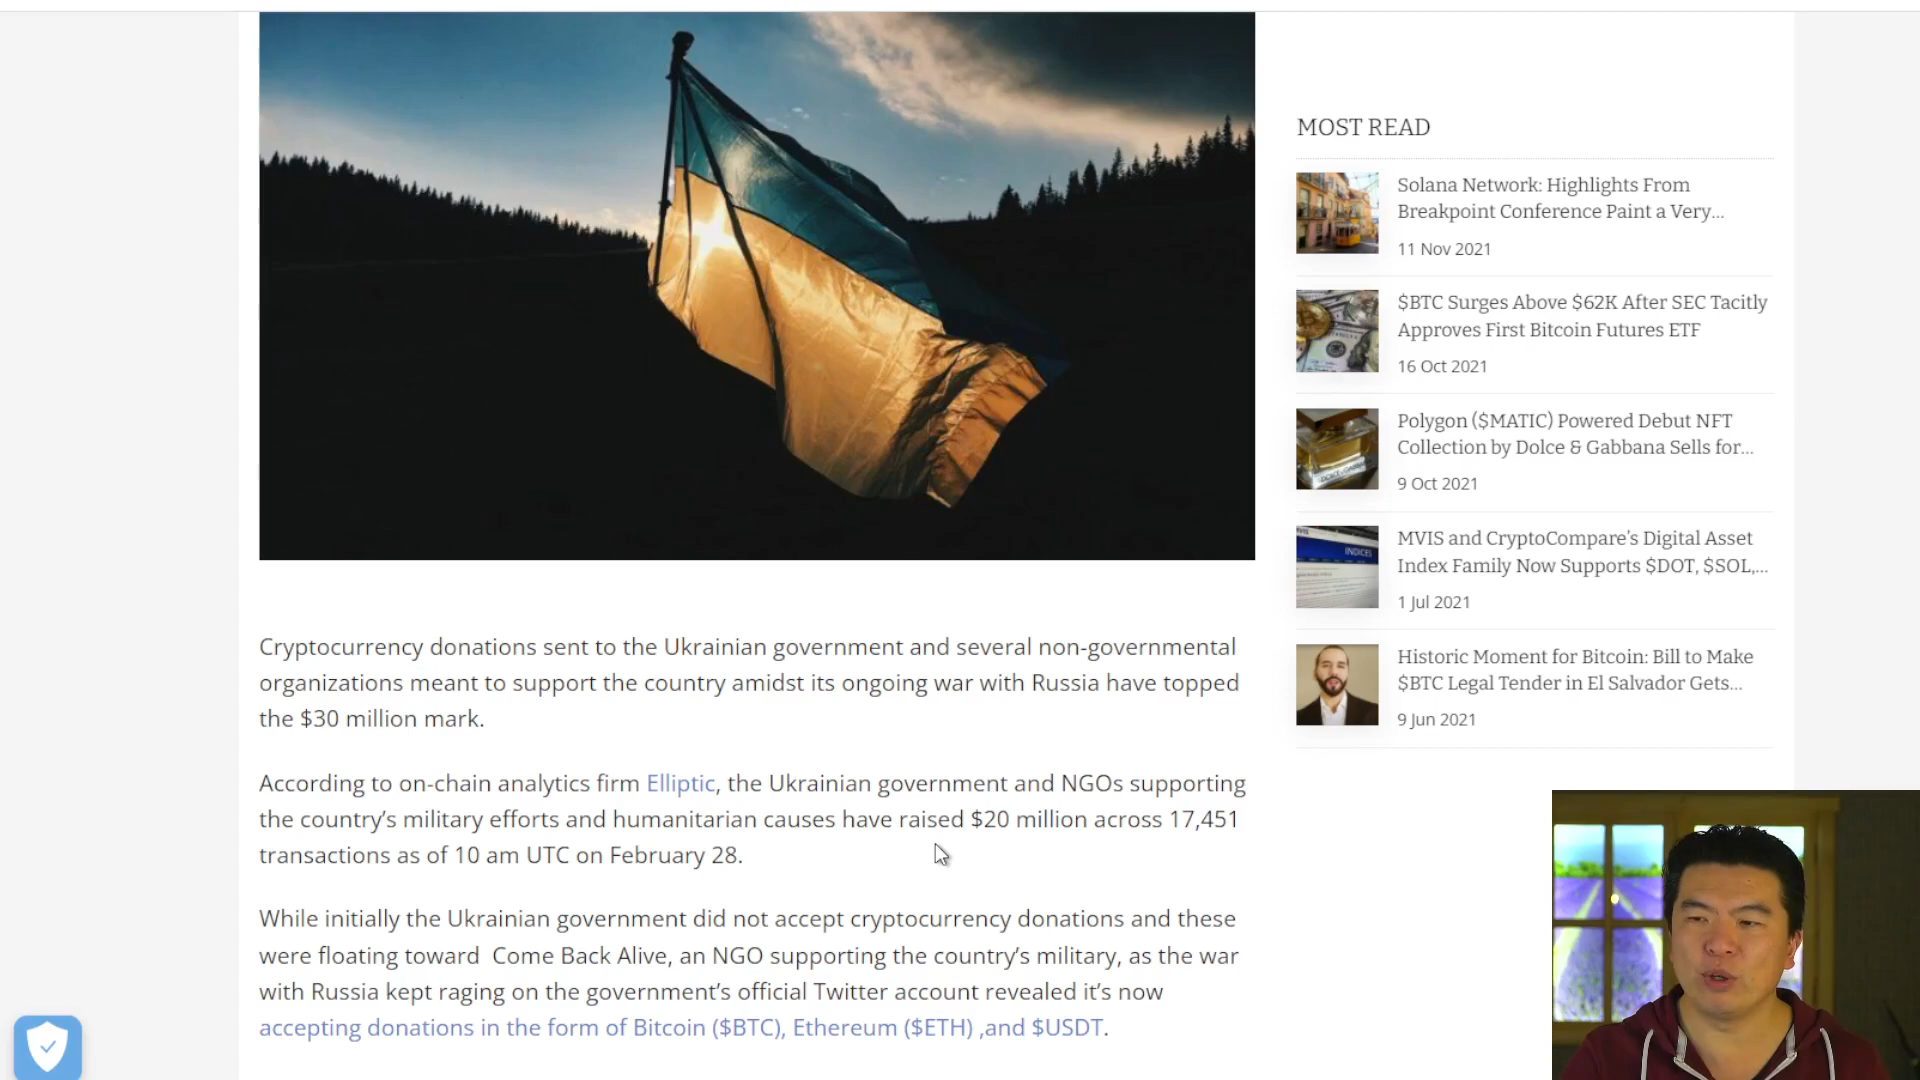 Cryptocurrency donations sent to the Ukrainian government and several non-governmental
organizations meant to support the country amidst its ongoing war with Russia have topped
the $30 million mark.
According to on-chain analytics firm Elliptic, the Ukrainian government and NGOs supporting
the country’s military efforts and humanitarian causes have raised $20 million across 17,451
transactions as of 10 am UTC on February 28.
While initially the Ukrainian government did not accept cryptocurrency donations and these
were floating toward  Come Back Alive, an NGO supporting the country’s military, as the war
with Russia kept raging on the government’s official Twitter account revealed it’s now
accepting donations in the form of Bitcoin ($BTC), Ethereum ($ETH) ,and $USDT.
MOST READ
Solana Network: Highlights From
Breakpoint Conference Paint a Very...
11 Nov 2021
$BTC Surges Above $62K After SEC Tacitly
Approves First Bitcoin Futures ETF
16 Oct 2021
Polygon ($MATIC) Powered Debut NFT
Collection by Dolce & Gabbana Sells for...
9 Oct 2021
INDICES
MVIS and CryptoCompare’s Digital Asset
Index Family Now Supports $DOT, $SOL,...
1 Jul 2021
Historic Moment for Bitcoin: Bill to Make
$BTC Legal Tender in El Salvador Gets...
9 Jun 2021